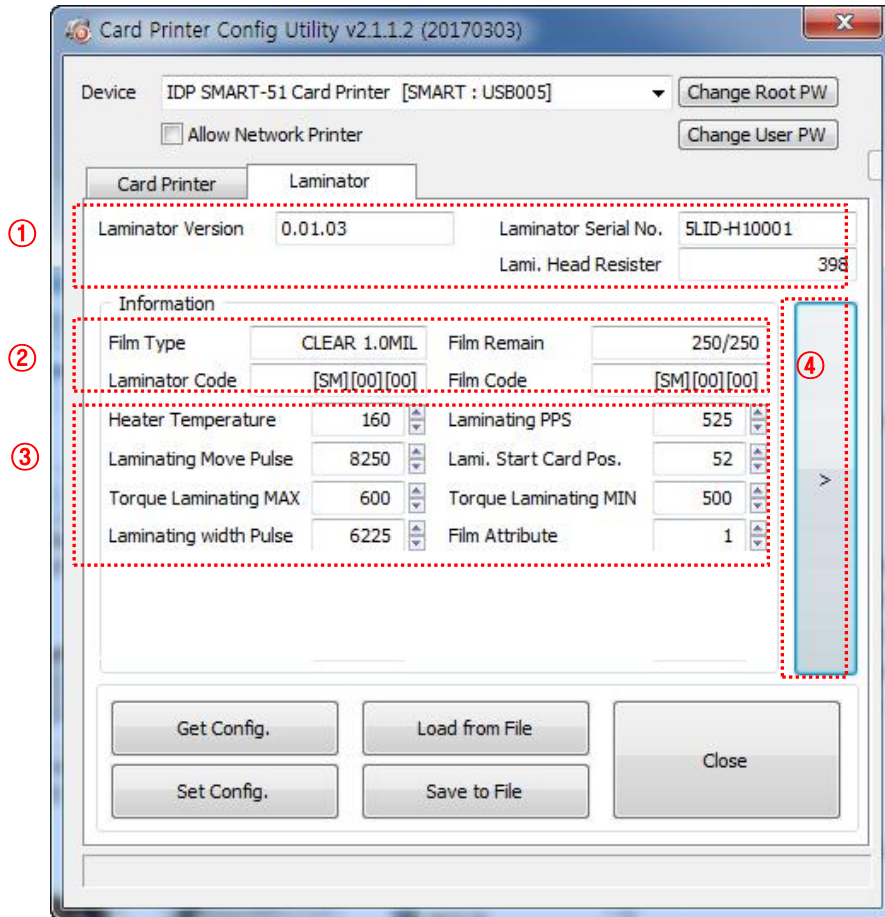 Card Printer Config Utility v2.1.1.2 (20170303)
Device IDP SMART-51 Card Printer [SMART : USB005] Change Root PW
Allow Network Printer Change User PW
Card Printer Laminator
① Laminator Version 0.01.03 Laminator Serial No. 5LID-H10001
Lami. Head Resister 398
Information
② Film Type CLEAR 1.0MIL Film Remain 250/250 ④
Laminator Code [SM][00][00] Film Code [SM][00][00]
Heater Temperature 160 Laminating PPS 525
③ Laminating Move Pulse 8250 Lami. Start Card Pos. 52 >
Torque Laminating MAX 600 Torque Laminating MIN 500
Laminating width Pulse 6225 Film Attribute 1
Get Config. Load from File Close
Set Config. Save to File